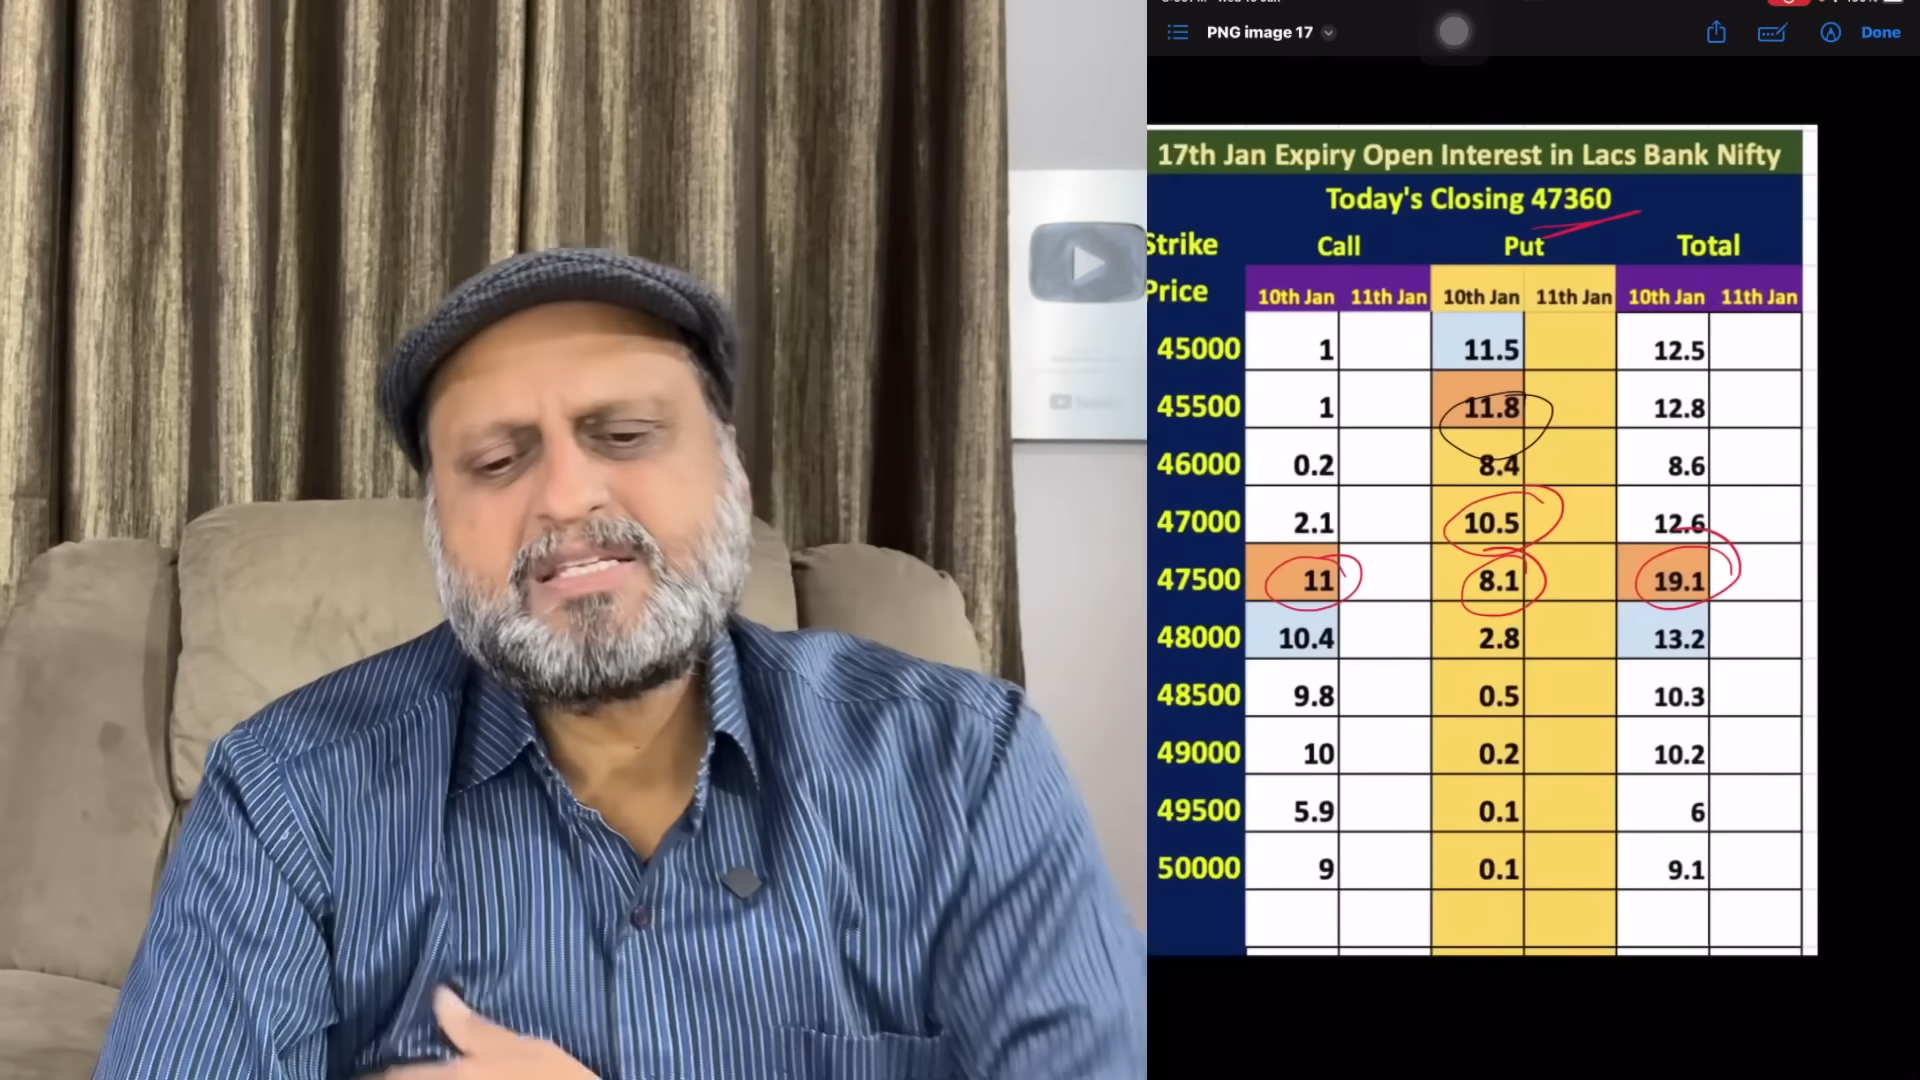 PNG image 17
Done
17th Jan Expiry Open Interest in Lacs Bank Nifty
Today's Closing 47360
Strike Price Call Put Total
10th Jan 11th Jan 10th Jan 11th Jan 10th Jan 11th Jan
45000 1 11.5 12.5
45500 1 11.8 12.8
46000 0.2 8.4 8.6
47000 2.1 10.5 12.6
47500 11 8.1 19.1
48000 10.4 2.8 13.2
48500 9.8 0.5 10.3
49000 10 0.2 10.2
49500 5.9 0.1 6
50000 9 0.1 9.1